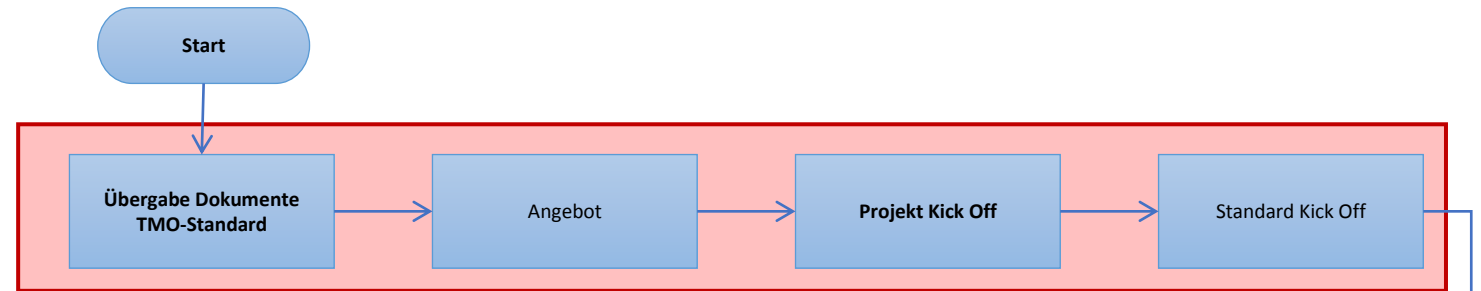 Start
Übergabe Dokumente
TMO-Standard
Angebot
Projekt Kick Off
Standard Kick Off